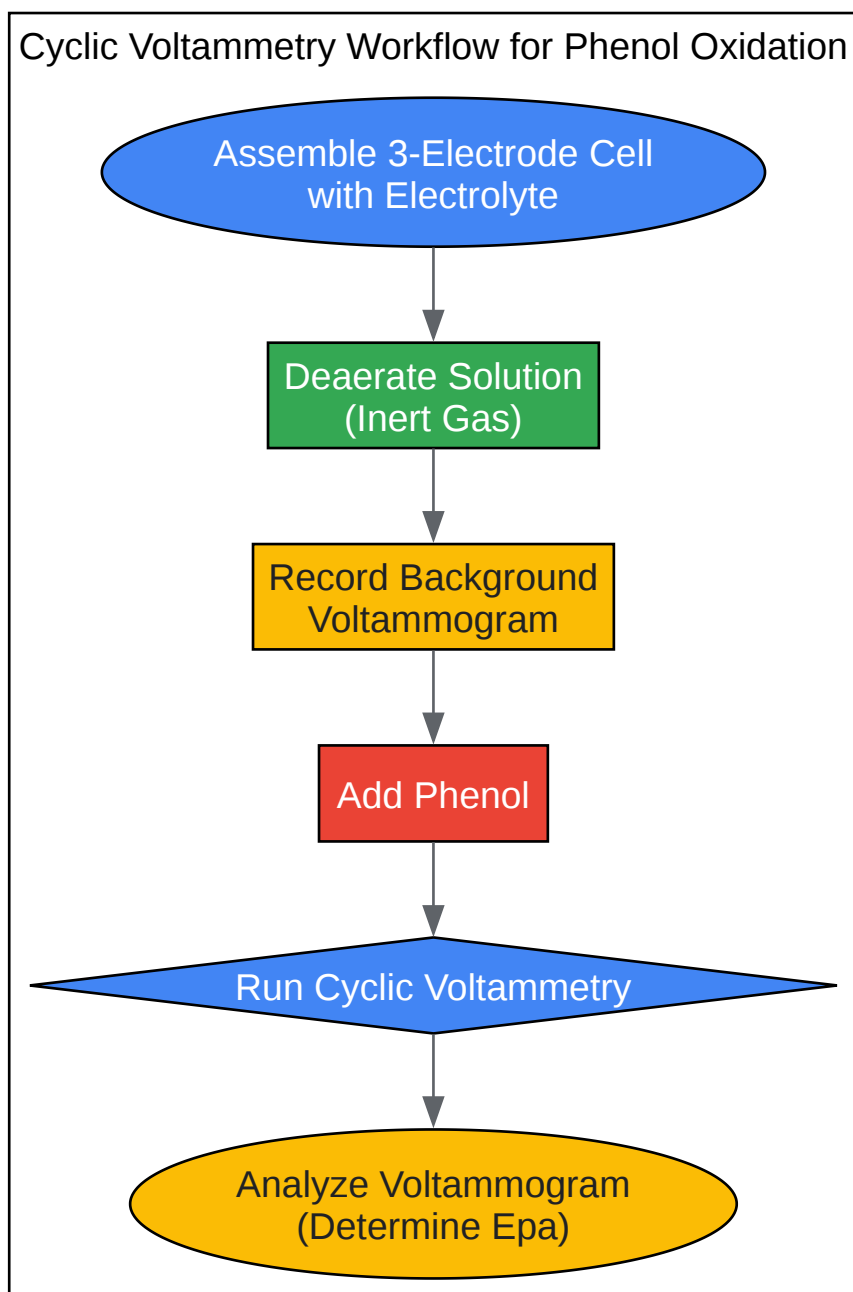 Cyclic Voltammetry Workflow for Phenol Oxidation
Assemble 3-Electrode Cell
with Electrolyte
Deaerate Solution
(Inert Gas)
Record Background
Voltammogram
Add Phenol
Run Cyclic Voltammetry
Analyze Voltammogram
(Determine Epa)